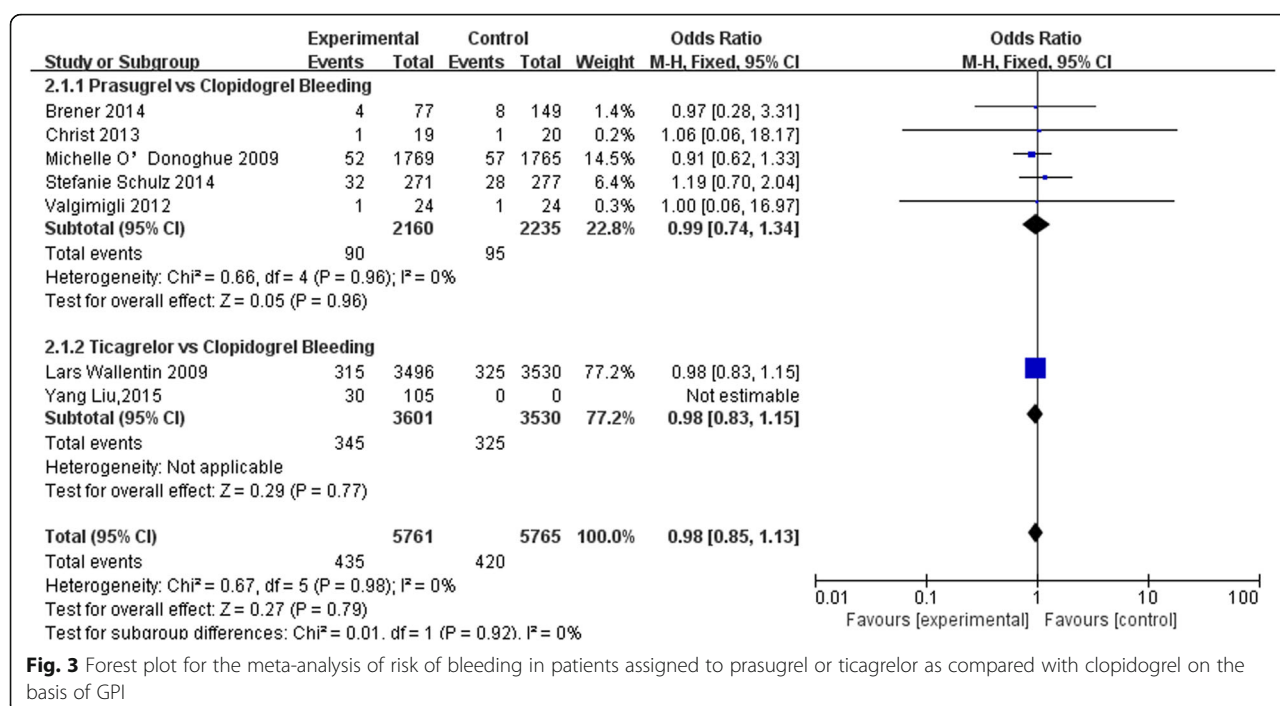 Experimental Control Odds Ratio Odds Ratio
Study or Subgroup Events Total Events Total Weight M-H, Fixed, 95% CI M-H, Fixed, 95% CI
2.1.1 Prasugrel vs Clopidogrel Bleeding
Brener 2014 4 77 8 149 1.4% 0.97 [0.28, 3.31]
Christ 2013 1 19 1 20 0.2% 1.06 [0.06, 18.17]
Michelle O’ Donoghue 2009 52 1769 57 1765 14.5% 0.91 [0.62, 1.33]
Stefanie Schulz 2014 32 271 28 277 6.4% 1.19 [0.70, 2.04]
Valgimigli 2012 1 24 1 24 0.3% 1.00 [0.06, 16.97]
Subtotal (95% CI) 2160 2235 22.8% 0.99 [0.74, 1.34]
Total events 90 95
Heterogeneity: Chi² = 0.66, df = 4 (P = 0.96); I² = 0%
Test for overall effect: Z = 0.05 (P = 0.96)
2.1.2 Ticagrelor vs Clopidogrel Bleeding
Lars Wallentin 2009 315 3496 325 3530 77.2% 0.98 [0.83, 1.15]
Yang Liu,2015 30 105 0 0 Not estimable
Subtotal (95% CI) 3601 3530 77.2% 0.98 [0.83, 1.15]
Total events 345 325
Heterogeneity: Not applicable
Test for overall effect: Z = 0.29 (P = 0.77)
Total (95% CI) 5761 5765 100.0% 0.98 [0.85, 1.13]
Total events 435 420
Heterogeneity: Chi² = 0.67, df = 5 (P = 0.98); I² = 0%
Test for overall effect: Z = 0.27 (P = 0.79)
Test for subgroup differences: Chi² = 0.01, df = 1 (P = 0.92), I² = 0%
0.01 0.1 1 10 100
Favours [experimental] Favours [control]
Fig. 3 Forest plot for the meta-analysis of risk of bleeding in patients assigned to prasugrel or ticagrelor as compared with clopidogrel on the
basis of GPI